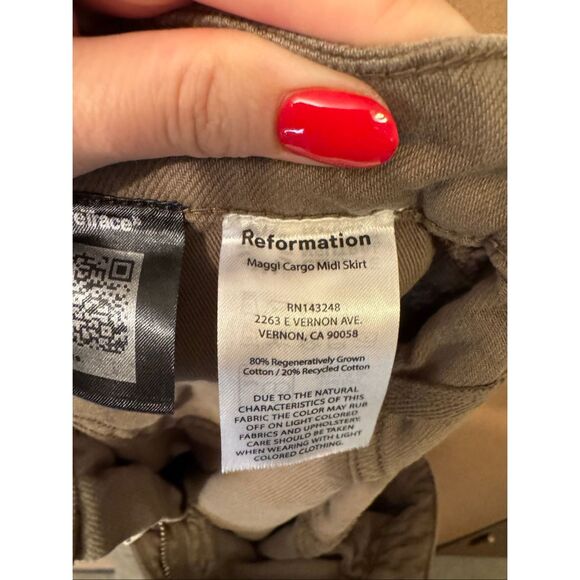 Reformation
Maggi Cargo Midi Skirt
RN143248
2263 E VERNON AVE.
VERNON, CA 90058
80% Regeneratively Grown
Cotton / 20% Recycled Cotton
DUE TO THE NATURAL
CHARACTERISTICS OF THIS
FABRIC THE COLOR MAY RUB
OFF ON LIGHT COLORED
FABRICS AND UPHOLSTERY.
CARE SHOULD BE TAKEN
WHEN WEARING WITH LIGHT
COLORED CLOTHING.